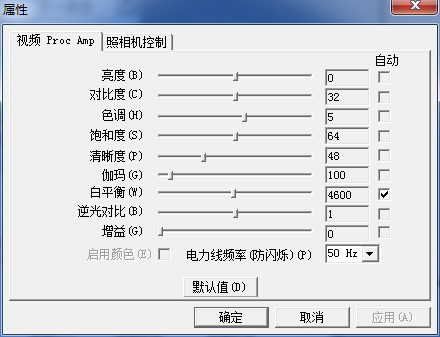 属性
视频 Proc Amp 照相机控制
自动
亮度(B) 0
对比度(C) 32
色调(H) 5
饱和度(S) 64
清晰度(P) 48
伽玛(G) 100
白平衡(W) 4600
逆光对比(B) 1
增益(G) 0
启用颜色(E) 电力线频率(防闪烁)(P) 50 Hz
默认值(D)
确定 取消 应用(A)